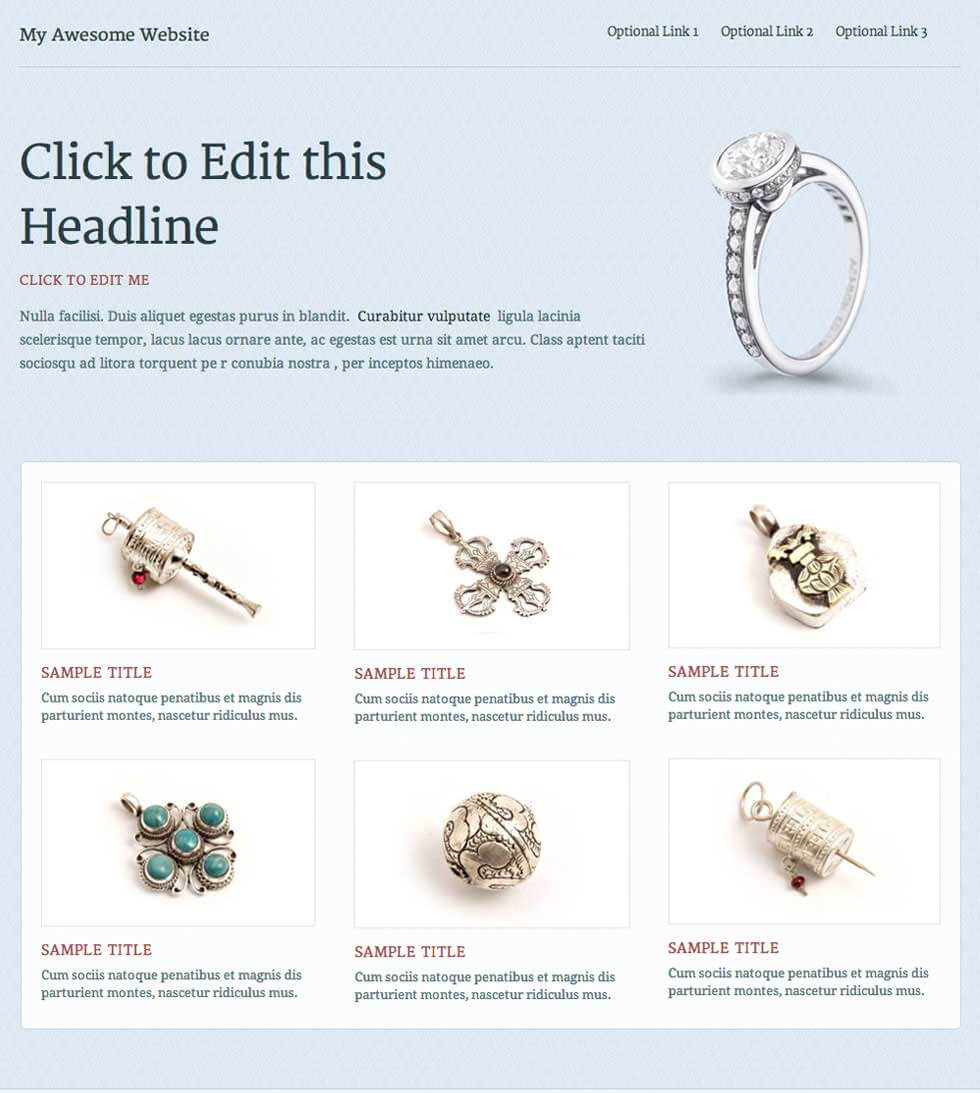 My Awesome Website
Optional Link 1 Optional Link 2 Optional Link 3
Click to Edit this
Headline
CLICK TO EDIT ME
Nulla facilisi. Duis aliquet egestas purus in blandit. Curabitur vulputate ligula lacinia
scelerisque tempor, lacus lacus ornare ante, ac egestas est urna sit amet arcu. Class aptent taciti
sociosqu ad litora torquent pe r conubia nostra , per inceptos himenaeo.
SAMPLE TITLE
Cum sociis natoque penatibus et magnis dis
parturient montes, nascetur ridiculus mus.
SAMPLE TITLE
Cum sociis natoque penatibus et magnis dis
parturient montes, nascetur ridiculus mus.
SAMPLE TITLE
Cum sociis natoque penatibus et magnis dis
parturient montes, nascetur ridiculus mus.
SAMPLE TITLE
Cum sociis natoque penatibus et magnis dis
parturient montes, nascetur ridiculus mus.
SAMPLE TITLE
Cum sociis natoque penatibus et magnis dis
parturient montes, nascetur ridiculus mus.
SAMPLE TITLE
Cum sociis natoque penatibus et magnis dis
parturient montes, nascetur ridiculus mus.